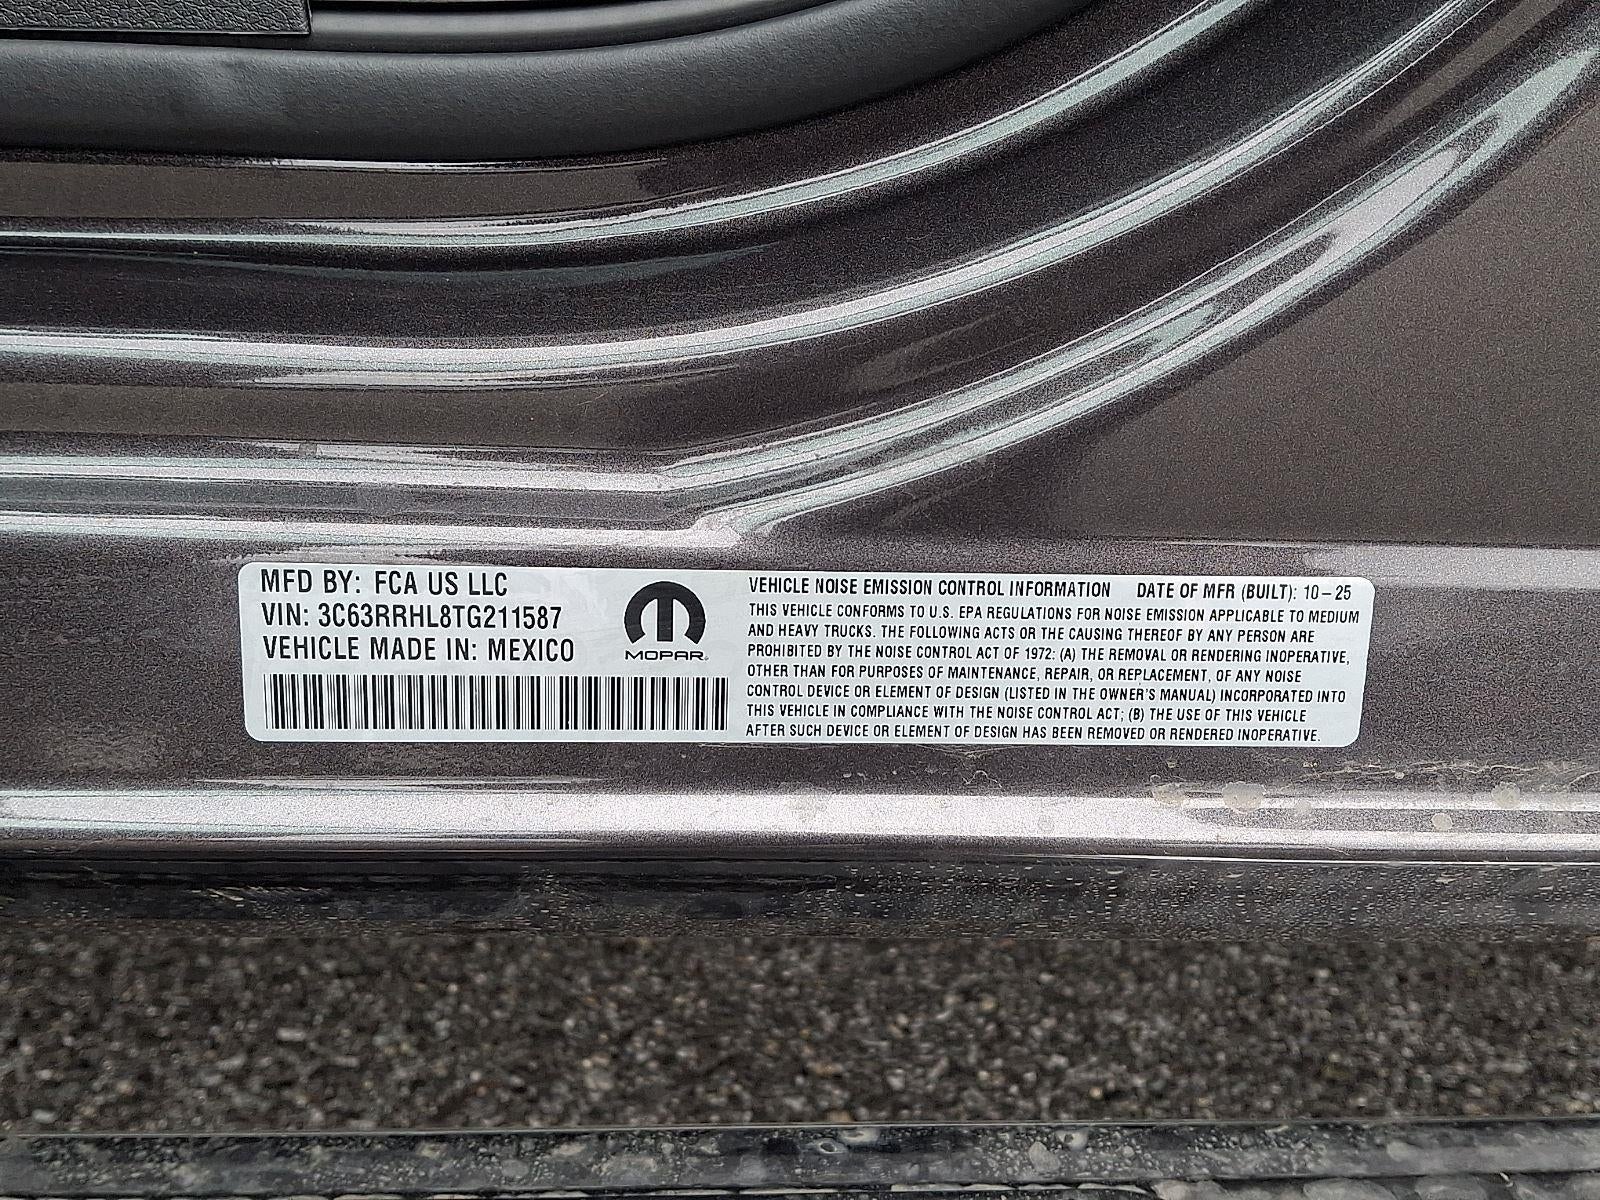 MFD BY: FCA US LLC
VIN: 3C63RRHL8TG211587
VEHICLE MADE IN: MEXICO
MOPAR
VEHICLE NOISE EMISSION CONTROL INFORMATION DATE OF MFR (BUILT): 10-25
THIS VEHICLE CONFORMS TO U.S. EPA REGULATIONS FOR NOISE EMISSION APPLICABLE TO MEDIUM
AND HEAVY TRUCKS. THE FOLLOWING ACTS OR THE CAUSING THEREOF BY ANY PERSON ARE
PROHIBITED BY THE NOISE CONTROL ACT OF 1972: (A) THE REMOVAL OR RENDERING INOPERATIVE,
OTHER THAN FOR PURPOSES OF MAINTENANCE, REPAIR, OR REPLACEMENT, OF ANY NOISE
CONTROL DEVICE OR ELEMENT OF DESIGN (LISTED IN THE OWNER'S MANUAL) INCORPORATED INTO
THIS VEHICLE IN COMPLIANCE WITH THE NOISE CONTROL ACT; (B) THE USE OF THIS VEHICLE
AFTER SUCH DEVICE OR ELEMENT OF DESIGN HAS BEEN REMOVED OR RENDERED INOPERATIVE.